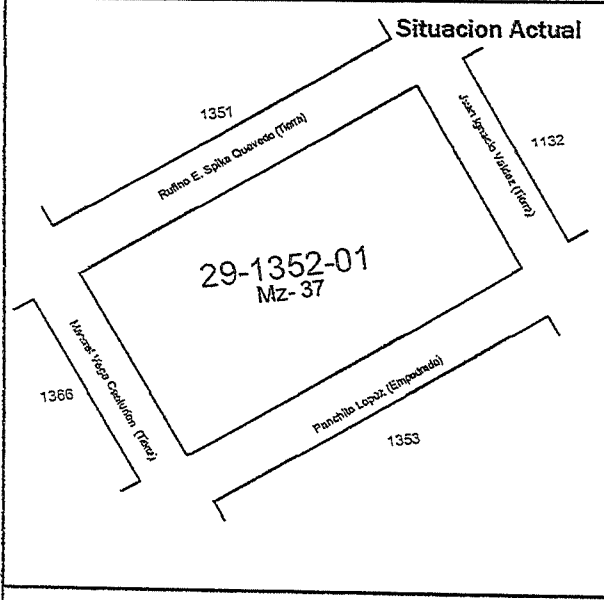 Situacion Actual
1351
Rufino E. Spika Quevedo (Tierra)
Juan Ignacio Valdez (Tierra)
1132
29-1352-01
Mz- 37
(Tierra)
1366
Panchito Lopez (Empedrado)
1353